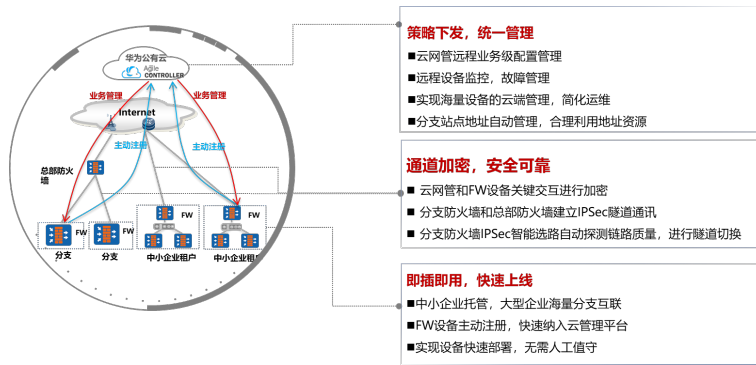 华为公有云
Agile
CONTROLLER
业务管理
业务管理
Internet
主动注册
主动注册
总部防火
墙
FW
FW
FW
FW
分支
分支
中小企业租户
中小企业租户
策略下发，统一管理
■云网管远程业务级配置管理
■远程设备监控，故障管理
■实现海量设备的云端管理，简化运维
■分支站点地址自动管理，合理利用地址资源
通道加密，安全可靠
■ 云网管和FW设备关键交互进行加密
■ 分支防火墙和总部防火墙建立IPSec隧道通讯
■ 分支防火墙IPSec智能选路自动探测链路质量，进行隧道切换
即插即用，快速上线
■中小企业托管，大型企业海量分支互联
■FW设备主动注册，快速纳入云管理平台
■实现设备快速部署，无需人工值守